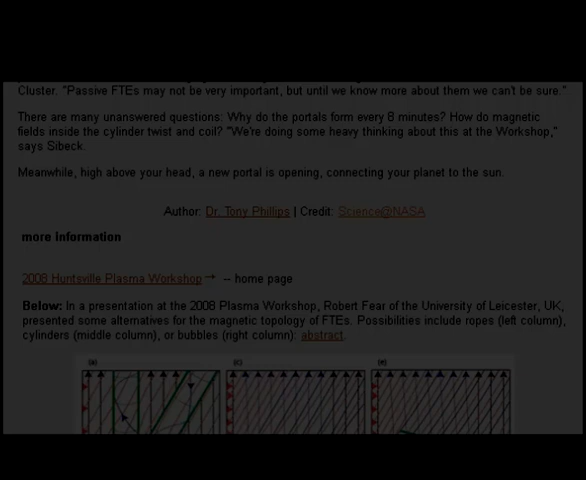 Cluster. "Passive FTEs may not be very important, but until we know more about them we can't be sure."
There are many unanswered questions: Why do the portals form every 8 minutes? How do magnetic
fields inside the cylinder twist and coil? "We're doing some heavy thinking about this at the Workshop,"
says Sibeck.
Meanwhile, high above your head, a new portal is opening, connecting your planet to the sun.
Author: Dr. Tony Phillips | Credit: Science@NASA
more information
2008 Huntsville Plasma Workshop → -- home page
Below: In a presentation at the 2008 Plasma Workshop, Robert Fear of the University of Leicester, UK,
presented some alternatives for the magnetic topology of FTEs. Possibilities include ropes (left column),
cylinders (middle column), or bubbles (right column): abstract.
(a) (c) (e)